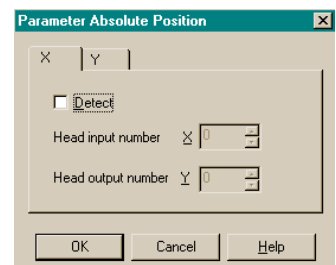 Parameter Absolute Position
X Y
Detect
Head input number X 0
Head output number Y 0
OK Cancel Help